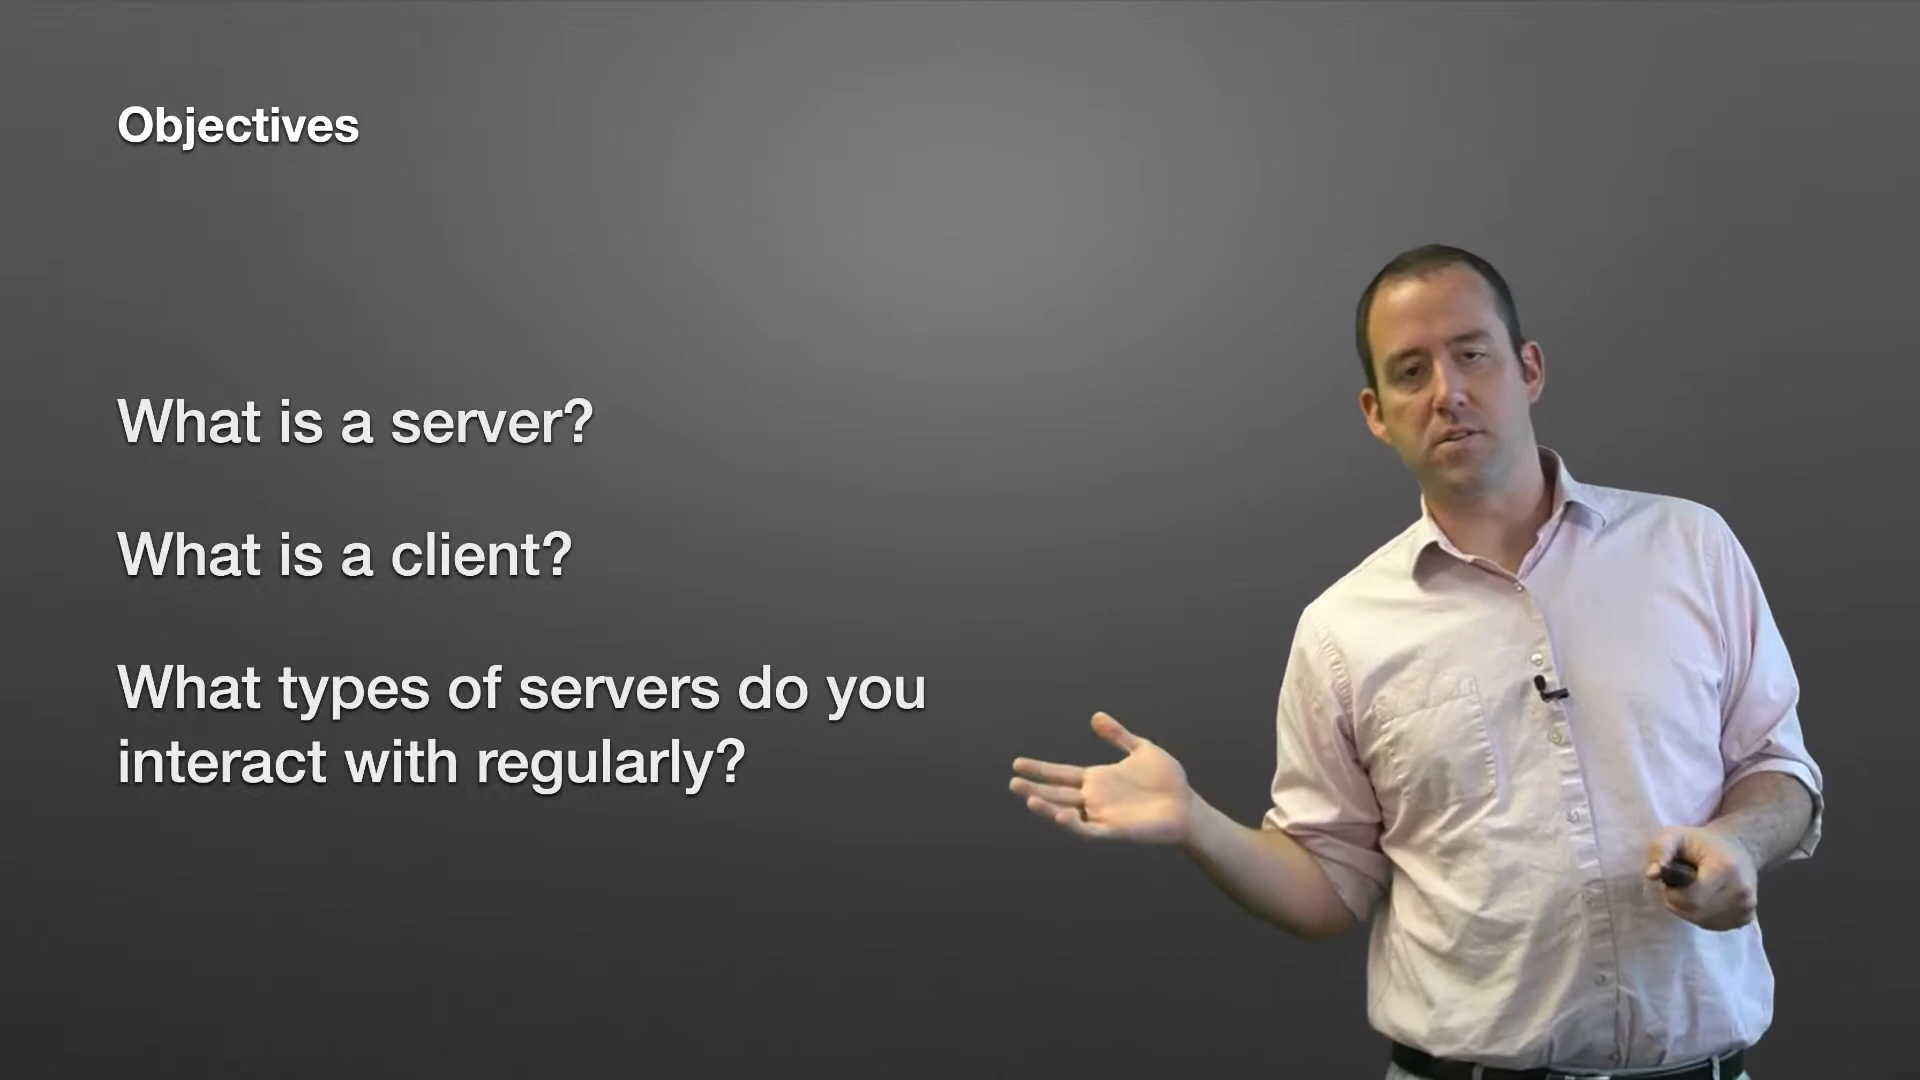 Objectives
What is a server?
What is a client?
What types of servers do you
interact with regularly?